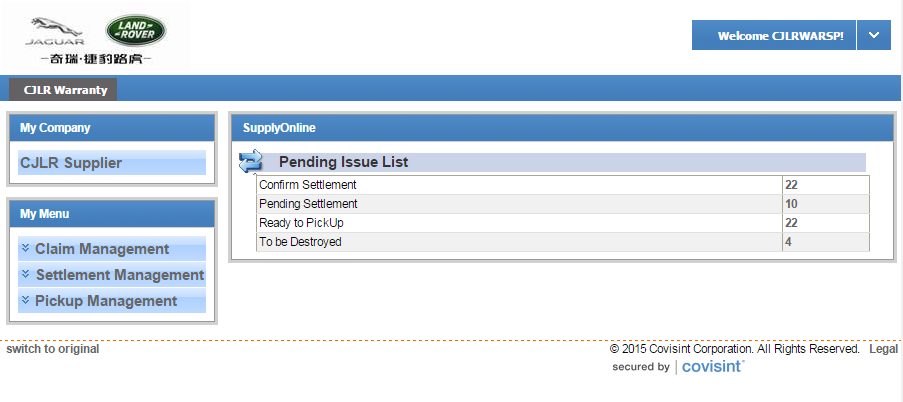 JAGUAR
LAND-
ROVER
一奇瑞·捷豹路虎一
Welcome CJLRWARSP!
CJLR Warranty
My Company
CJLR Supplier
My Menu
Claim Management
Settlement Management
Pickup Management
SupplyOnline
Pending Issue List
Confirm Settlement 22
Pending Settlement 10
Ready to PickUp 22
To be Destroyed 4
switch to original
© 2015 Covisint Corporation. All Rights Reserved. Legal
secured by | covisint